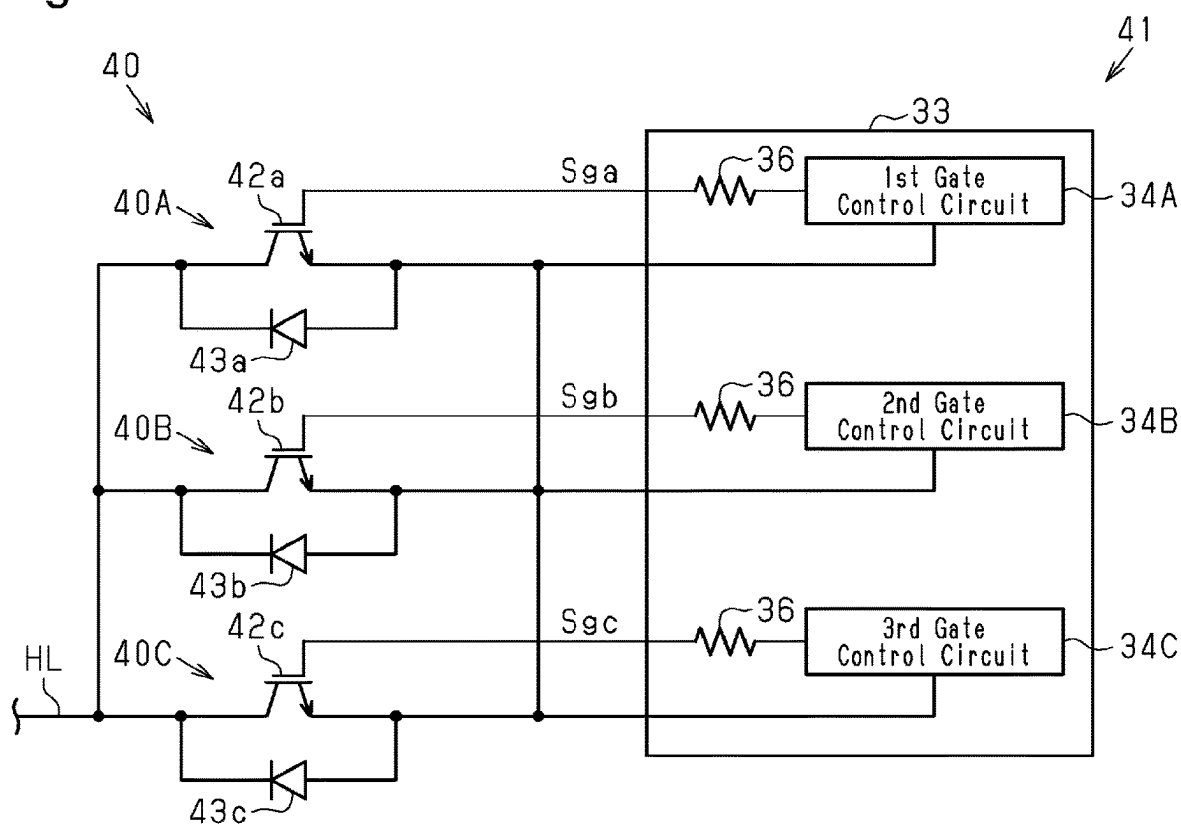 41
40
33
36
42a
Sga
1st Gate
Control Circuit
34A
40A
43a
36
42b
Sgb
2nd Gate
Control Circuit
34B
40B
43b
36
42c
Sgc
3rd Gate
Control Circuit
34C
40C
HL
43c